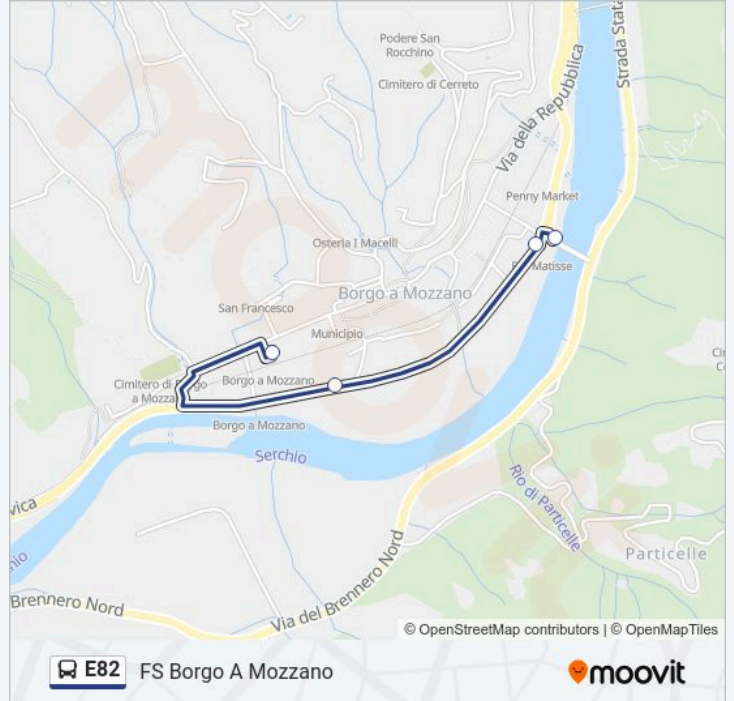 Podere San
Rocchino
Strada Stata
Cimitero di Cerreto
Via della Repubblica
Penny Market
Osteria I Macelli
Matisse
Borgo a Mozzano
San Francesco
Municipio
Cimitero di Borgo
a Mozzano
Borgo a Mozzano
Borgo a Mozzano
Serchio
Rio di Particelle
Particelle
Brennero Nord
Via del Brennero Nord
© OpenStreetMap contributors | © OpenMapTiles
E82 FS Borgo A Mozzano
moovit